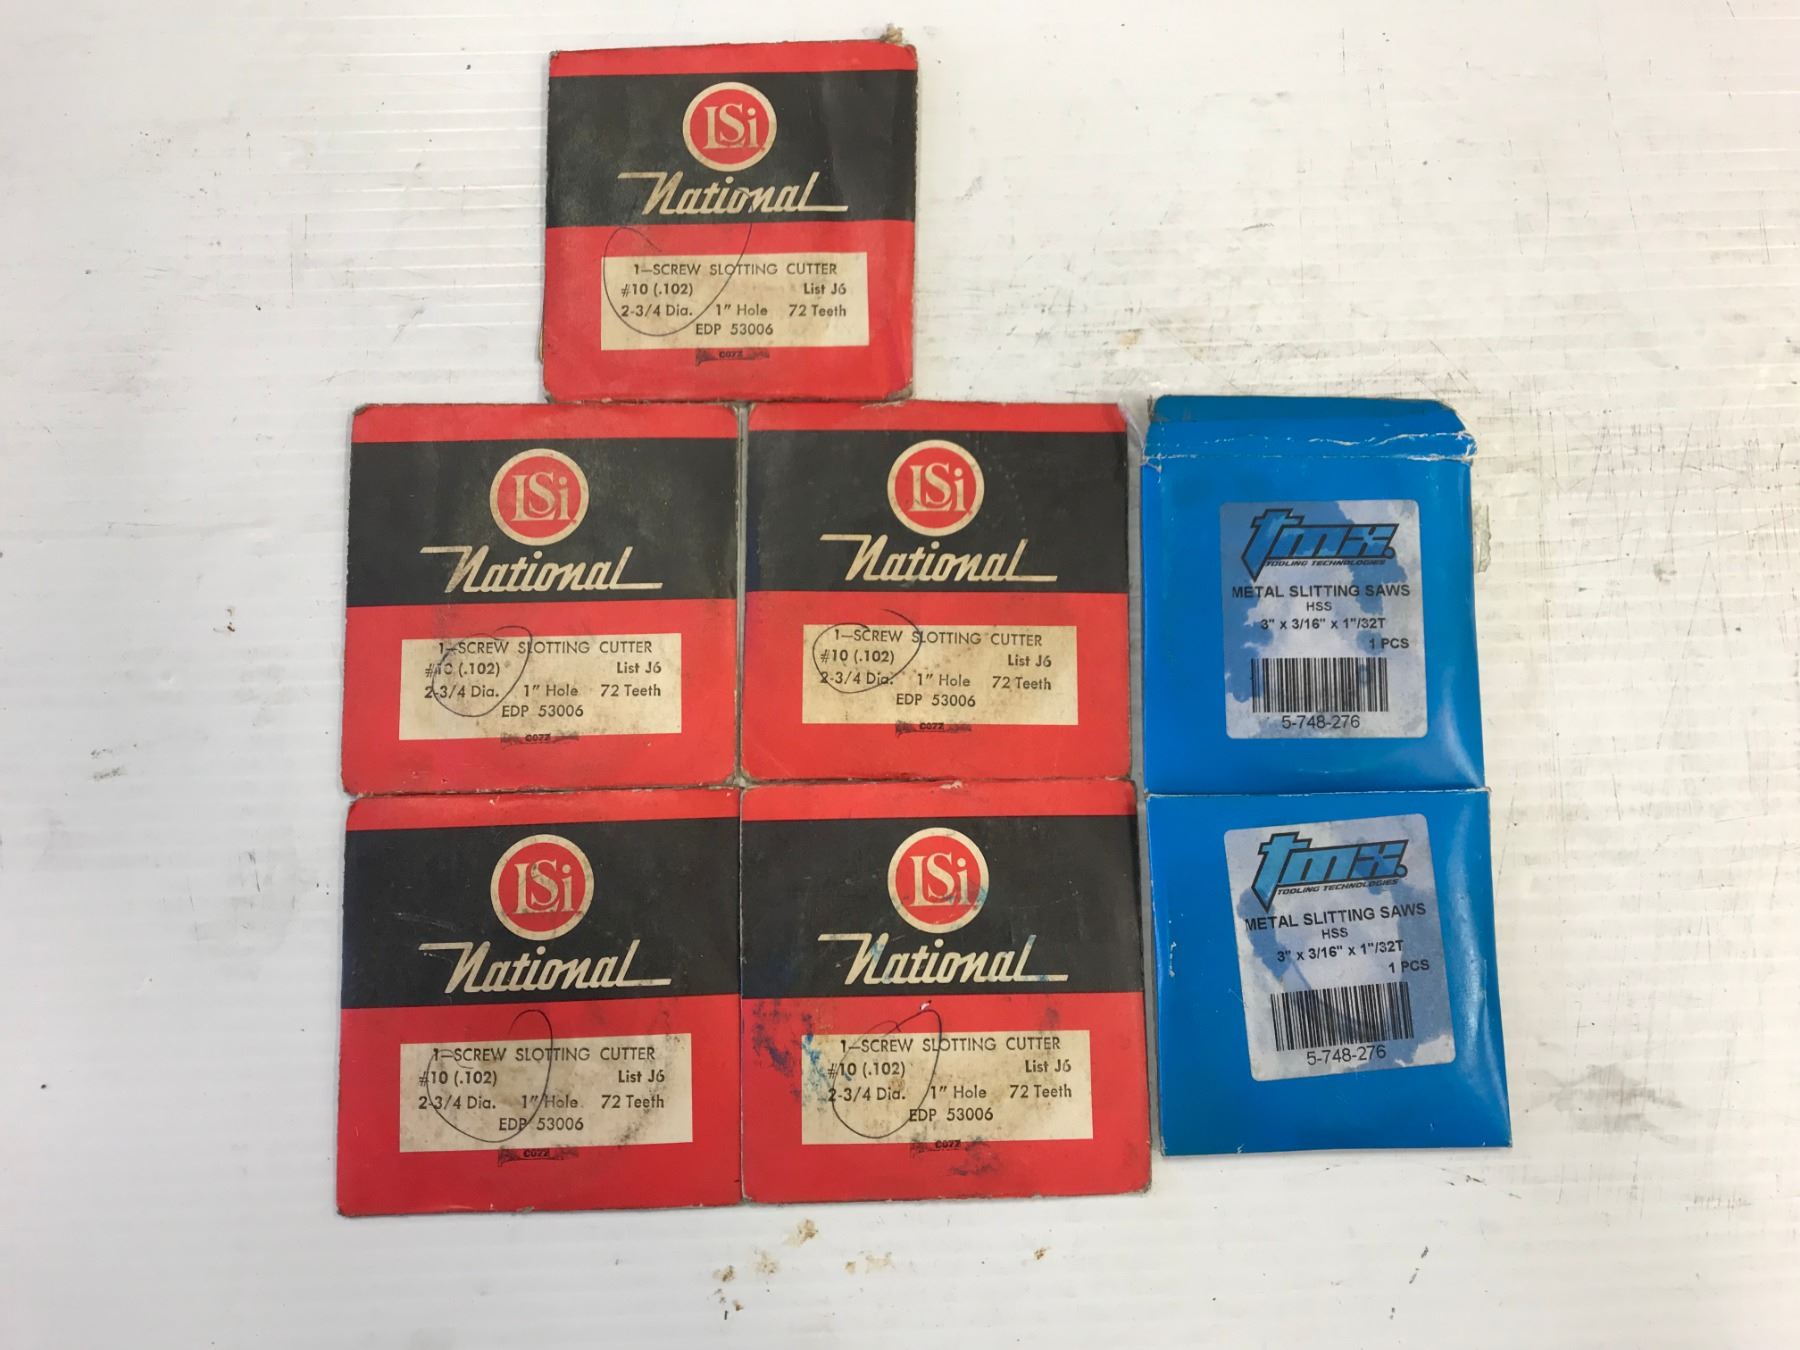 LSi
National
1—SCREW SLOTTING CUTTER
#10 (.102) List J6
2-3/4 Dia. 1" Hole 72 Teeth
EDP 53006
C077
LSi
National
1—SCREW SLOTTING CUTTER
#10 (.102) List J6
2-3/4 Dia. 1" Hole 72 Teeth
EDP 53006
C077
LSi
National
1—SCREW SLOTTING CUTTER
#10 (.102) List J6
2-3/4 Dia. 1" Hole 72 Teeth
EDP 53006
C077
tmx
TOOLING TECHNOLOGIES
METAL SLITTING SAWS
HSS
3" x 3/16" x 1"/32T
1 PCS
5-748-276
LSi
National
1—SCREW SLOTTING CUTTER
#10 (.102) List J6
2-3/4 Dia. 1" Hole 72 Teeth
EDP 53006
C077
LSi
National
1—SCREW SLOTTING CUTTER
#10 (.102) List J6
2-3/4 Dia. 1" Hole 72 Teeth
EDP 53006
C077
tmx
TOOLING TECHNOLOGIES
METAL SLITTING SAWS
HSS
3" x 3/16" x 1"/32T
1 PCS
5-748-276